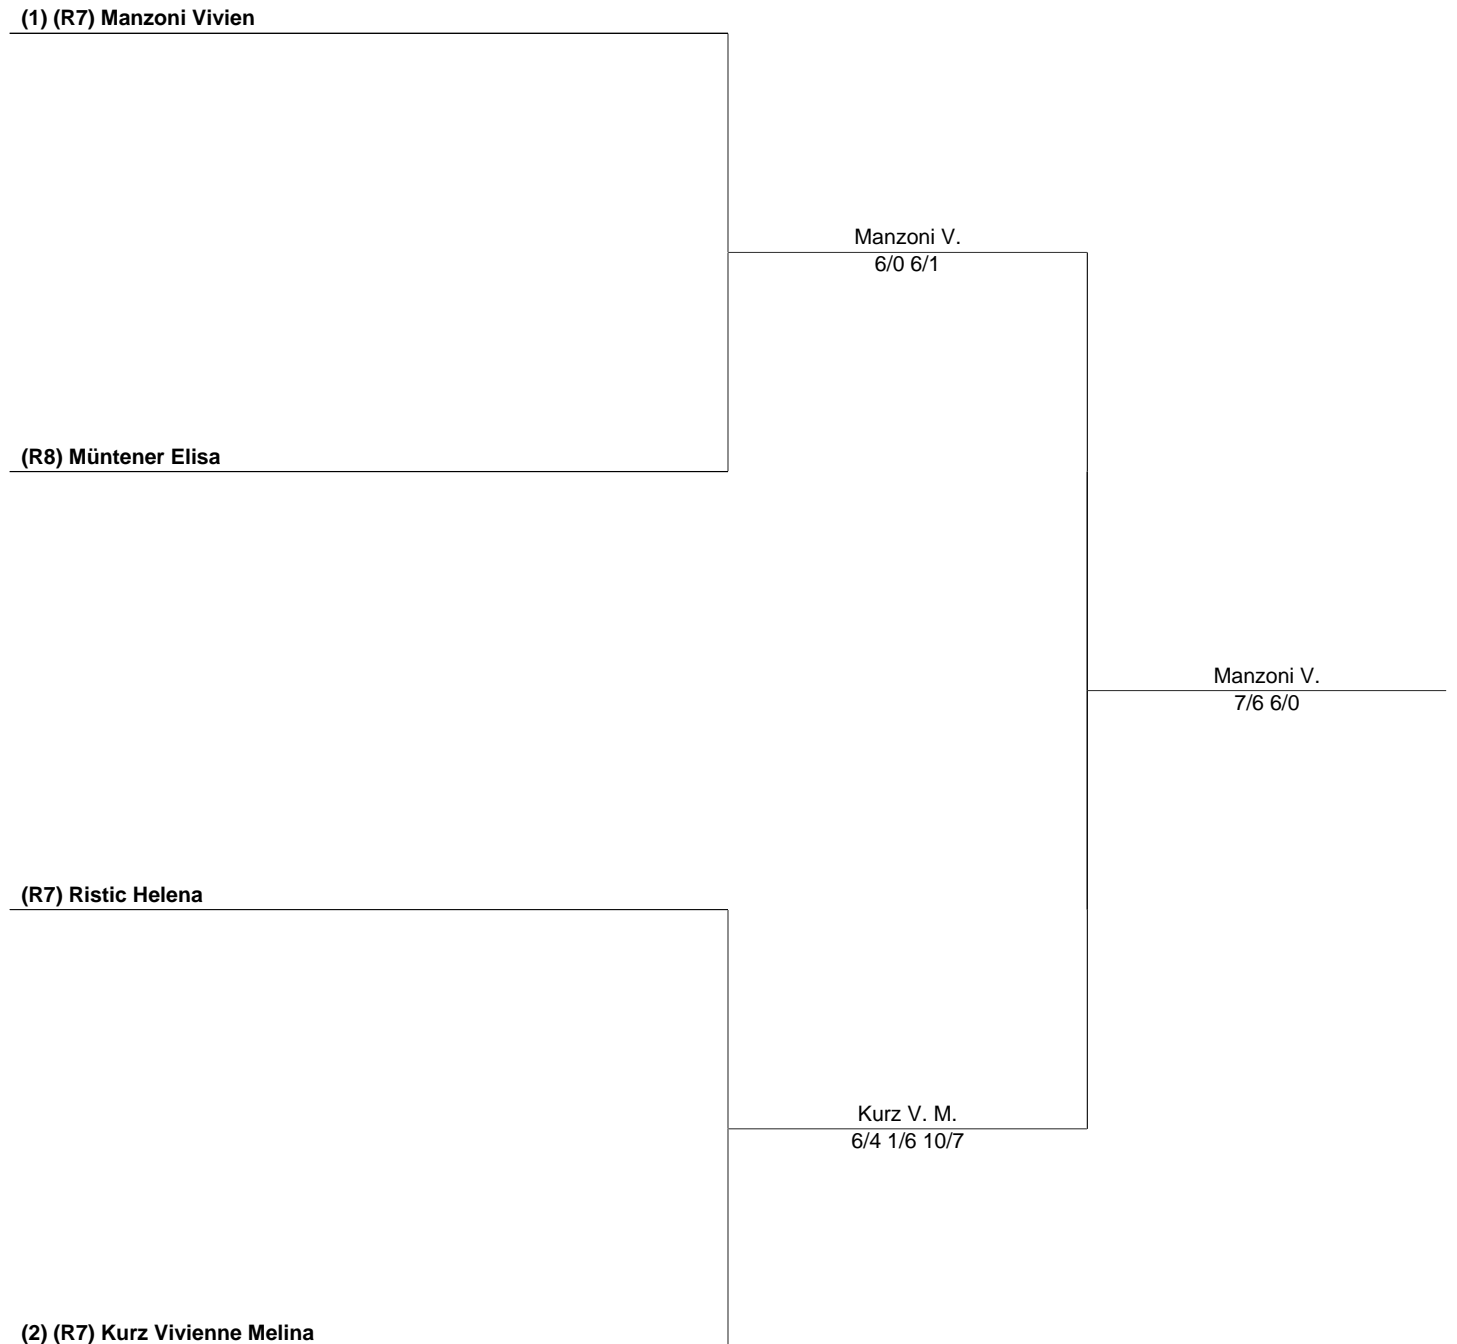 (1) (R7) Manzoni Vivien
Manzoni V.
6/0 6/1
(R8) Müntener Elisa
Manzoni V.
7/6 6/0
(R7) Ristic Helena
Kurz V. M.
6/4 1/6 10/7
(2) (R7) Kurz Vivienne Melina